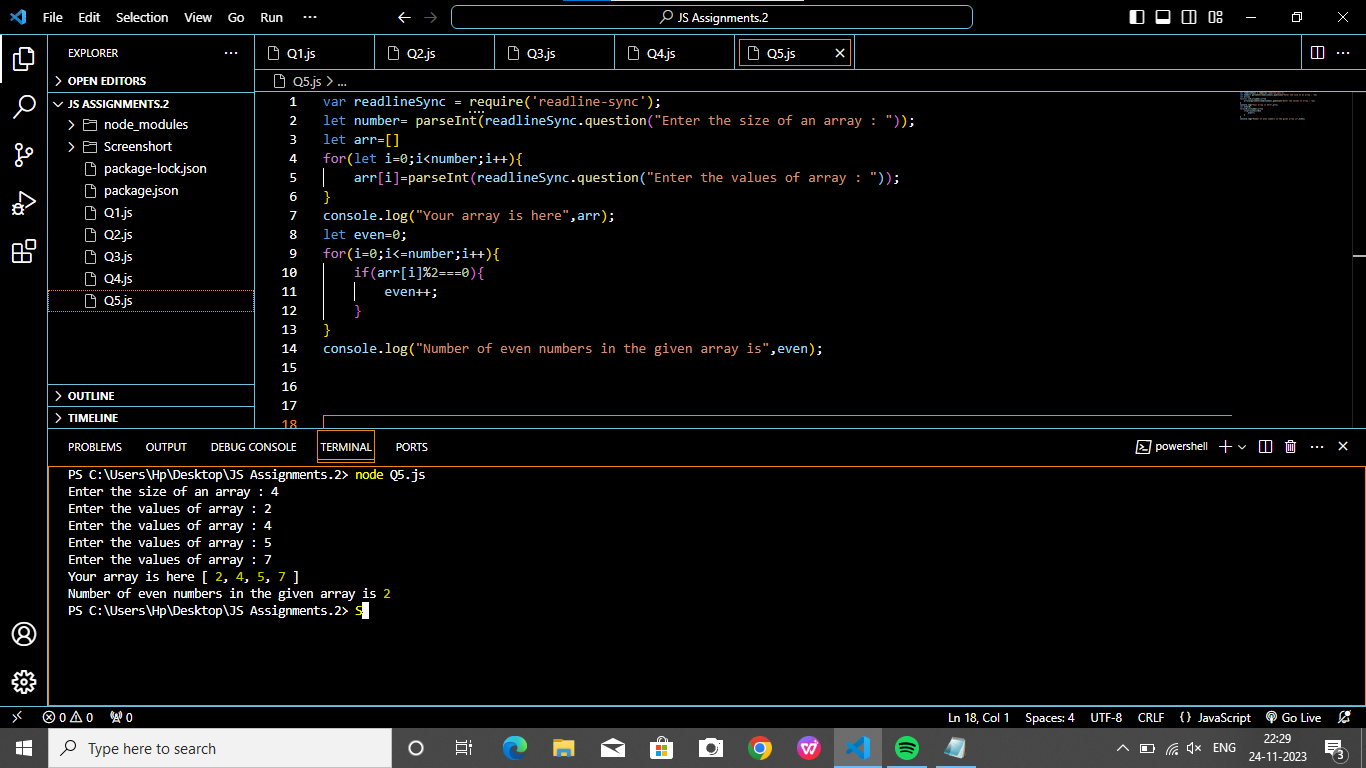 File Edit Selection View Go Run ··· JS Assignments.2
EXPLORER ···
OPEN EDITORS
JS ASSIGNMENTS.2
node_modules
Screenshort
package-lock.json
package.json
Q1.js
Q2.js
Q3.js
Q4.js
Q5.js
OUTLINE
TIMELINE
Q1.js Q2.js Q3.js Q4.js Q5.js
Q5.js > ...
1 var readlineSync = require('readline-sync');
2 let number= parseInt(readlineSync.question("Enter the size of an array : "));
3 let arr=[]
4 for(let i=0;i<number;i++){
5 arr[i]=parseInt(readlineSync.question("Enter the values of array : "));
6 }
7 console.log("Your array is here",arr);
8 let even=0;
9 for(i=0;i<=number;i++){
10 if(arr[i]%2===0){
11 even++;
12 }
13 }
14 console.log("Number of even numbers in the given array is",even);
15
16
17
18
PROBLEMS OUTPUT DEBUG CONSOLE TERMINAL PORTS powershell
PS C:\Users\Hp\Desktop\JS Assignments.2> node Q5.js
Enter the size of an array : 4
Enter the values of array : 2
Enter the values of array : 4
Enter the values of array : 5
Enter the values of array : 7
Your array is here [ 2, 4, 5, 7 ]
Number of even numbers in the given array is 2
PS C:\Users\Hp\Desktop\JS Assignments.2> S
0 0 0 Ln 18, Col 1 Spaces: 4 UTF-8 CRLF {} JavaScript Go Live
Type here to search ENG 22:29
24-11-2023 3